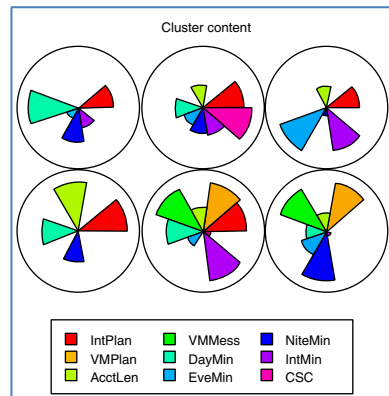 Cluster content
IntPlan VMMess NiteMin
VMPlan DayMin IntMin
AcctLen EveMin CSC